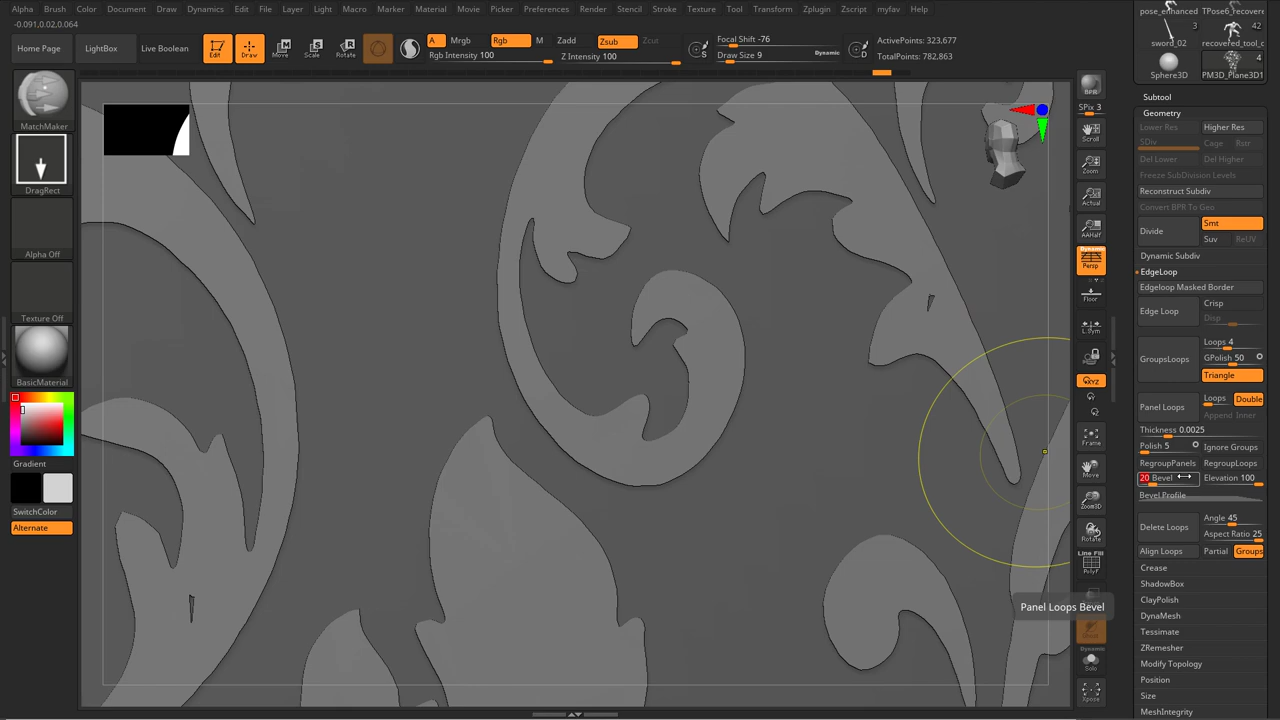 Alpha Brush Color Document Draw Dynamics Edit File Layer Light Macro Marker Material Movie Picker Preferences Render Stencil Stroke Texture Tool Transform Zplugin Zscript myfav Help
-0.091,0.02,0.064
Home Page LightBox Live Boolean Edit Draw Move Scale Rotate
A Mrgb Rgb M Zadd Zsub Zcut
Rgb Intensity 100 Z Intensity 100
S Focal Shift -76
Draw Size 9 Dynamic D
ActivePoints: 323,677
TotalPoints: 782,863
MatchMaker
DragRect
Alpha Off
Texture Off
BasicMaterial
Gradient
SwitchColor
Alternate
BPR
SPix 3
Scroll
Zoom
Actual
AAHalf
Dynamic
Persp
Floor
L.Sym
XYZ
Frame
Move
Zoom3D
Rotate
Line Fill
PolyF
Panel Loops Bevel
Dynamic
Solo
Xpose
pose_enhanced TPose6_recovere
3 42
sword_02 recovered_tool_c
4
Sphere3D PM3D_Plane3D1
Subtool
Geometry
Lower Res Higher Res
SDiv Cage Rstr
Del Lower Del Higher
Freeze SubDivision Levels
Reconstruct Subdiv
Convert BPR To Geo
Divide Smt
Suv ReUV
Dynamic Subdiv
EdgeLoop
Edgeloop Masked Border
Edge Loop Crisp
Disp
GroupsLoops Loops 4
GPolish 50
Triangle
Panel Loops Loops Double
Append Inner
Thickness 0.0025
Polish 5 Ignore Groups
RegroupPanels RegroupLoops
20 Bevel Elevation 100
Bevel Profile
Delete Loops Angle 45
Aspect Ratio 25
Align Loops Partial Groups
Crease
ShadowBox
ClayPolish
DynaMesh
Tessimate
ZRemesher
Modify Topology
Position
Size
MeshIntegrity